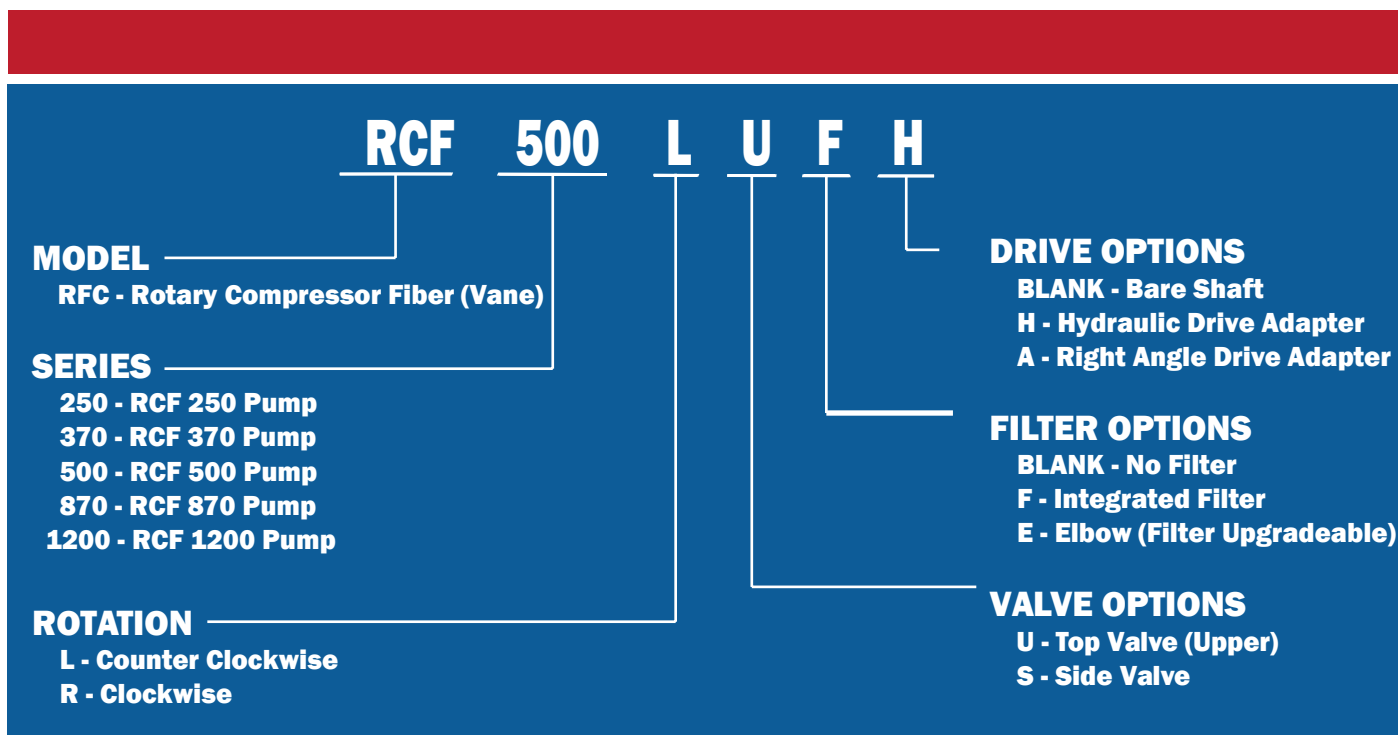 RCF 500 L U F H
MODEL
RFC - Rotary Compressor Fiber (Vane)
SERIES
250 - RCF 250 Pump
370 - RCF 370 Pump
500 - RCF 500 Pump
870 - RCF 870 Pump
1200 - RCF 1200 Pump
ROTATION
L - Counter Clockwise
R - Clockwise
DRIVE OPTIONS
BLANK - Bare Shaft
H - Hydraulic Drive Adapter
A - Right Angle Drive Adapter
FILTER OPTIONS
BLANK - No Filter
F - Integrated Filter
E - Elbow (Filter Upgradeable)
VALVE OPTIONS
U - Top Valve (Upper)
S - Side Valve